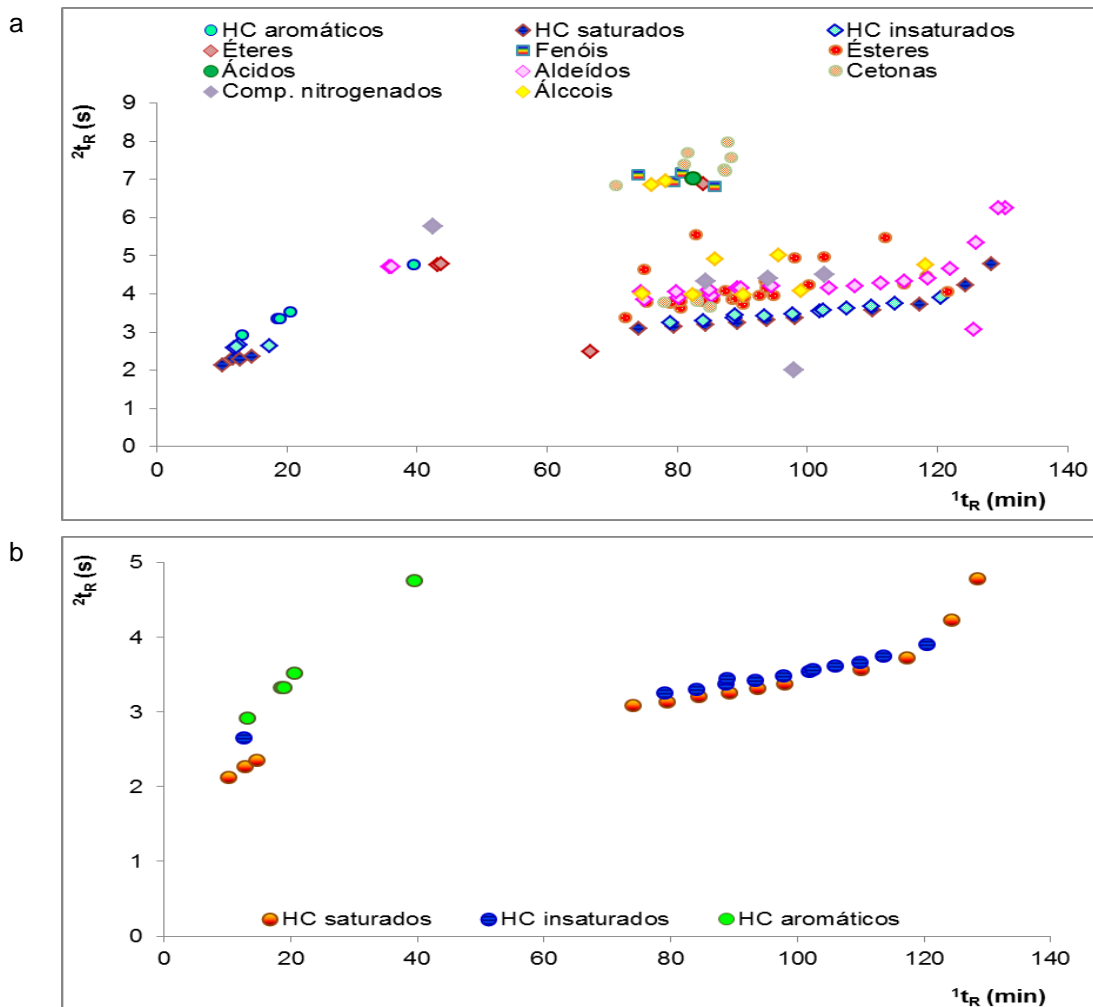 a
HC aromáticos HC saturados HC insaturados
Éteres Fenóis Ésteres
Ácidos Aldeídos Cetonas
Comp. nitrogenados Álccois
²tR (s)
9
8
7
6
5
4
3
2
1
0
0 20 40 60 80 100 120 140
¹tR (min)
b
²tR (s)
5
4
3
2
1
0
HC saturados HC insaturados HC aromáticos
0 20 40 60 80 100 120 140
¹tR (min)